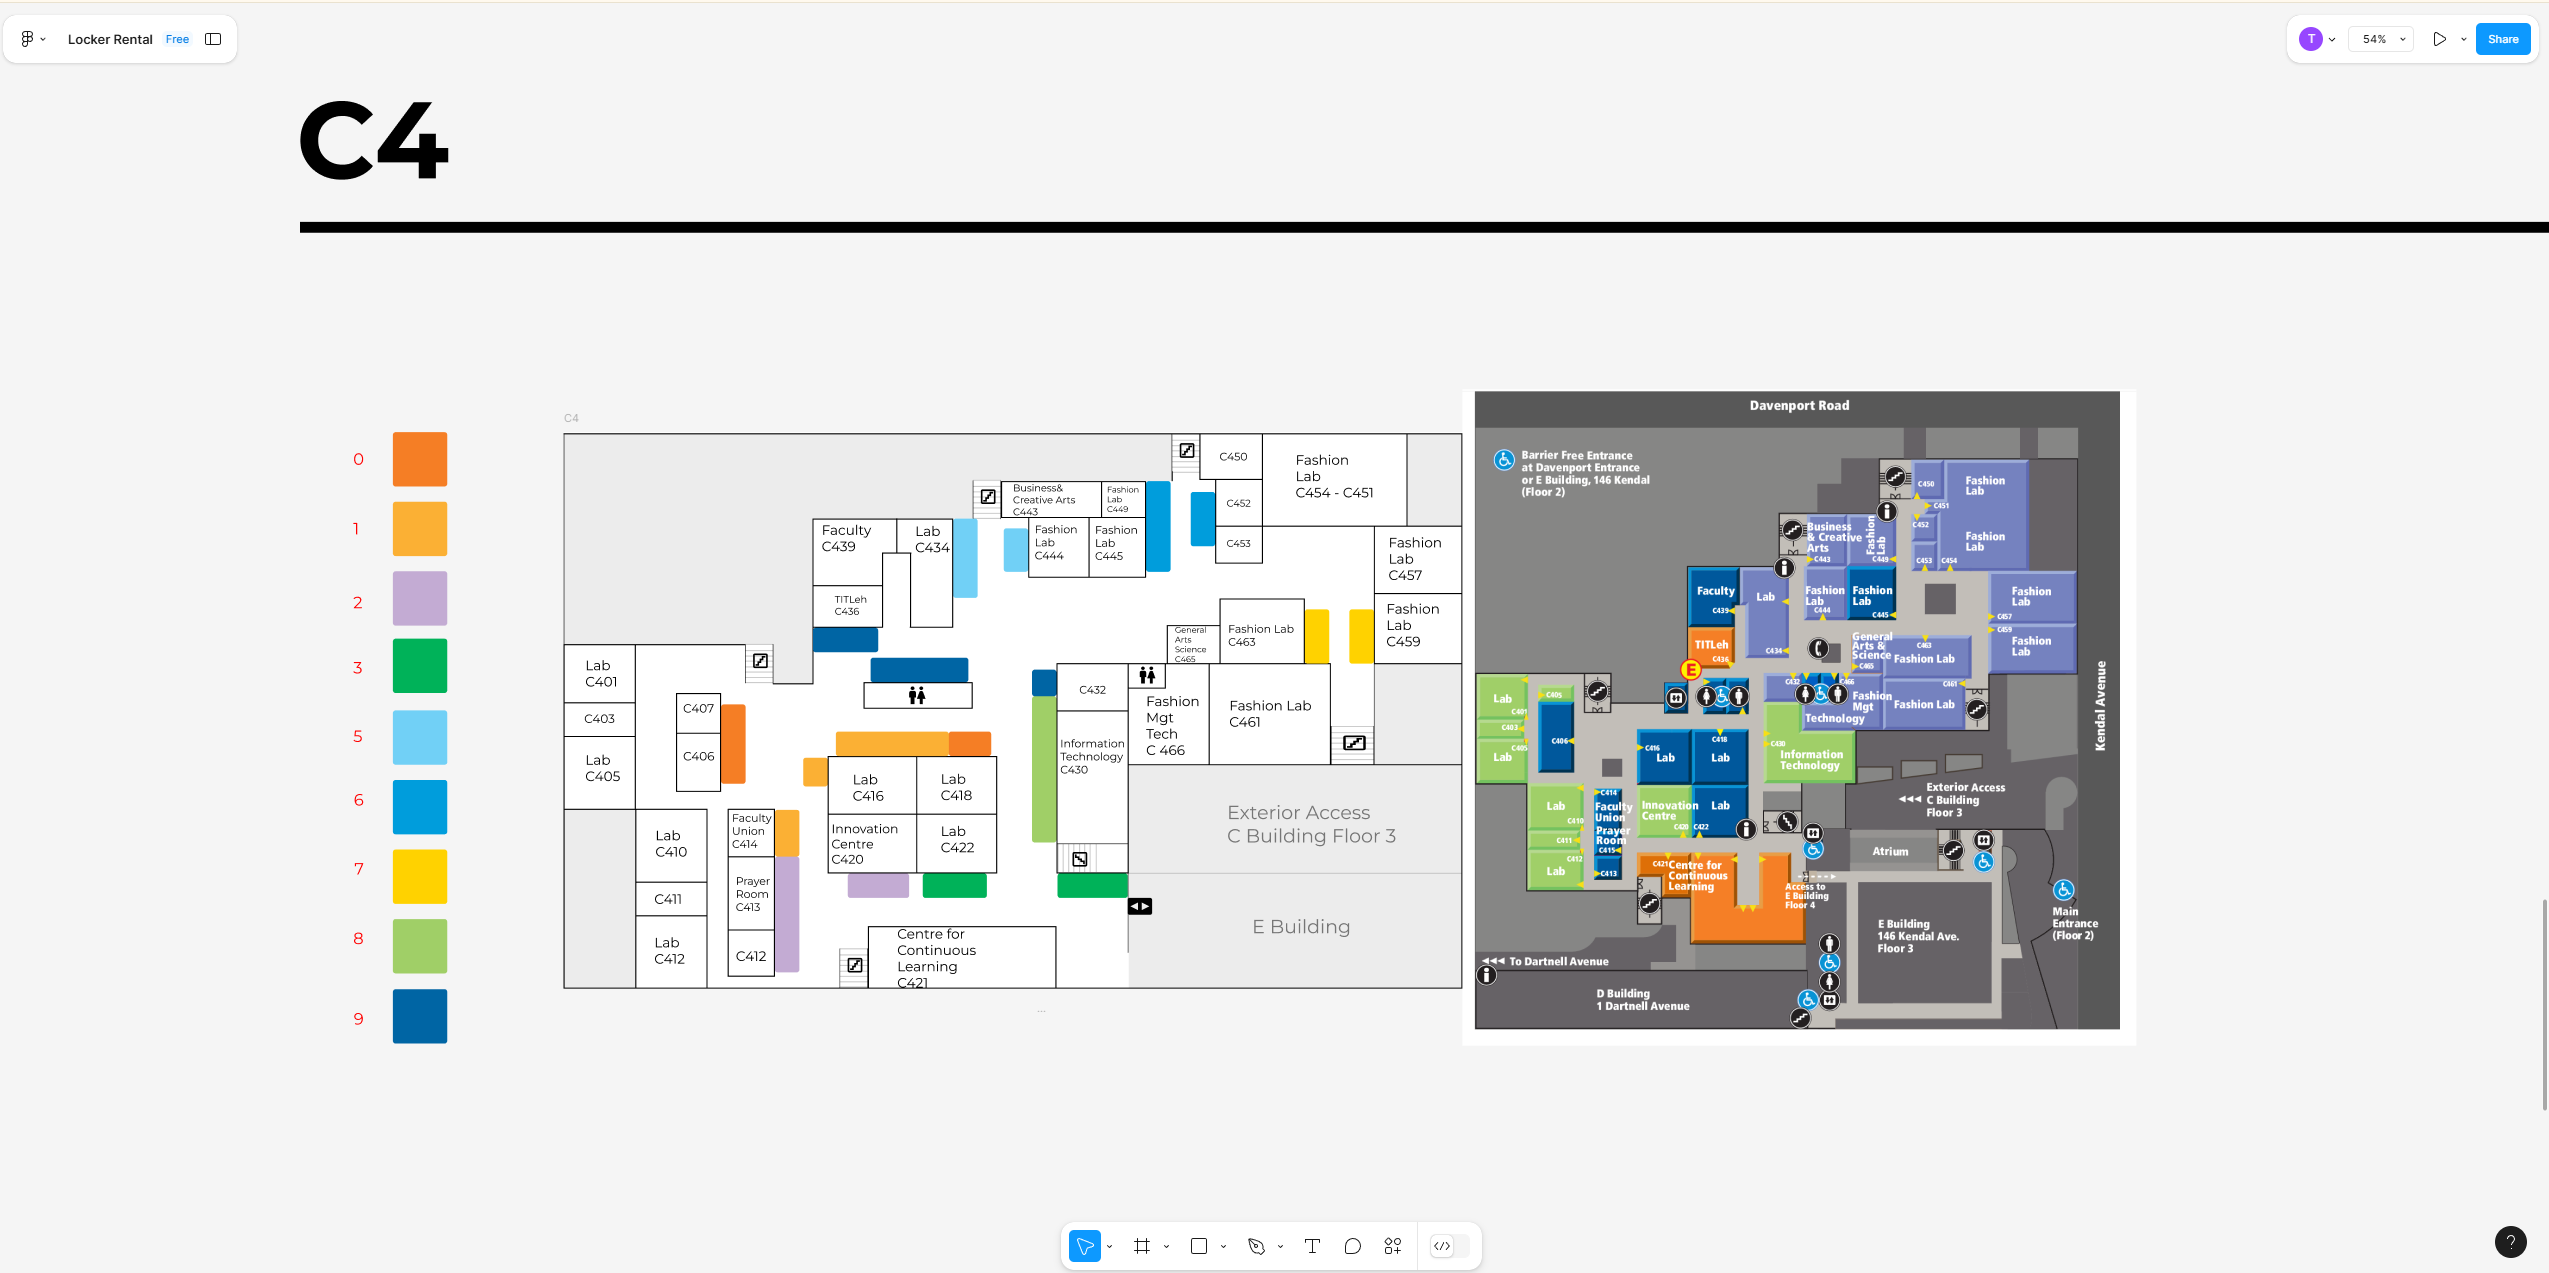 Locker Rental Free
T
54%
Share
C4
0
1
2
3
5
6
7
8
9
C4
C450
Fashion
Lab
C454 - C451
Business&
Creative Arts
C443
Fashion
Lab
C449
C452
C453
Faculty
C439
Lab
C434
Fashion
Lab
C444
Fashion
Lab
C445
Fashion
Lab
C457
TITLeh
C436
Fashion
Lab
C459
General
Arts
Science
C465
Fashion Lab
C463
Lab
C401
C403
Lab
C405
C407
C406
C432
Fashion
Mgt
Tech
C 466
Fashion Lab
C461
Information
Technology
C430
Lab
C416
Lab
C418
Innovation
Centre
C420
Lab
C422
Lab
C410
C411
Lab
C412
Faculty
Union
C414
Prayer
Room
C413
C412
Centre for
Continuous
Learning
C421
Exterior Access
C Building Floor 3
E Building
...
Davenport Road
Barrier Free Entrance
at Davenport Entrance
or E Building, 146 Kendal
(Floor 2)
C450
Fashion
Lab
C451
C452
Fashion
Lab
C453
C454
Business
& Creative
Arts
C443
Fashion
Lab
C449
Faculty
C439
Lab
C434
Fashion
Lab
C444
Fashion
Lab
C445
Fashion
Lab
C457
C459
Fashion
Lab
TITLeh
C436
E
General
Arts &
Science
C465
C463
Fashion Lab
C461
Fashion Lab
C432
C466
Fashion
Mgt
Technology
Lab
C401
C403
C405
Lab
C405
C406
C416
Lab
C418
Lab
C430
Information
Technology
Kendal Avenue
Lab
C410
C411
C412
Lab
C414
Faculty
Union
Prayer
Room
C415
C413
Innovation
Centre
C420
Lab
C422
C421
Centre for
Continuous
Learning
Exterior Access
C Building
Floor 3
Atrium
Access to
E Building
Floor 4
E Building
146 Kendal Ave.
Floor 3
Main
Entrance
(Floor 2)
To Dartnell Avenue
D Building
1 Dartnell Avenue
?